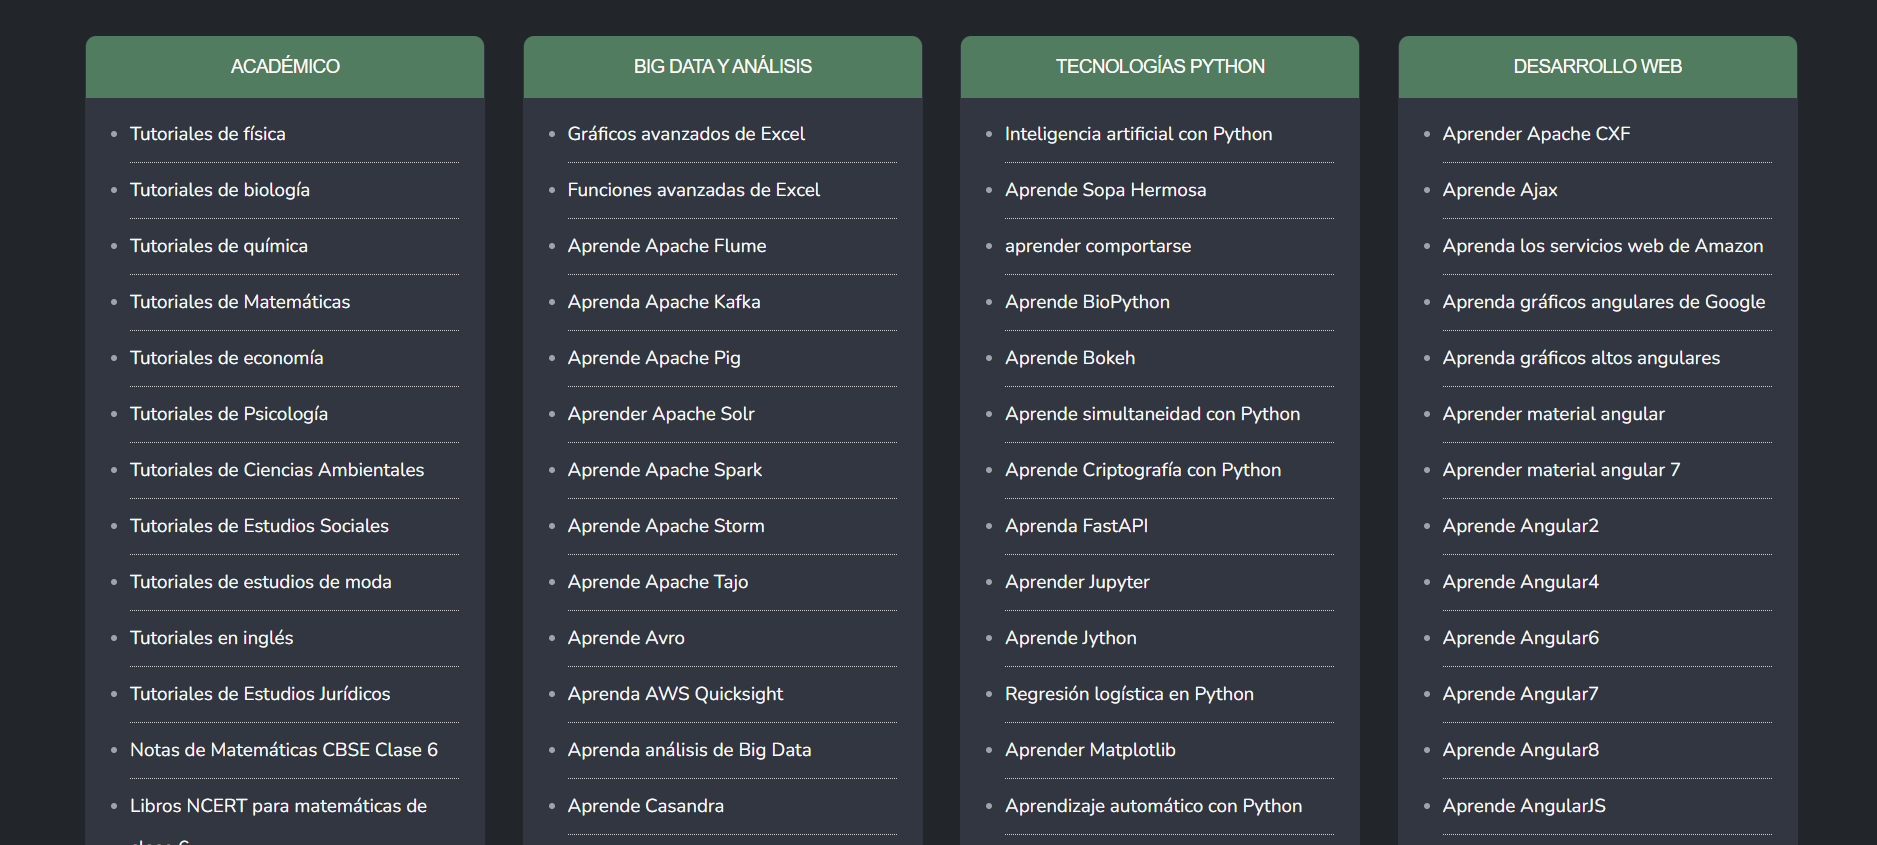 ACADÉMICO
Tutoriales de física
Tutoriales de biología
Tutoriales de química
Tutoriales de Matemáticas
Tutoriales de economía
Tutoriales de Psicología
Tutoriales de Ciencias Ambientales
Tutoriales de Estudios Sociales
Tutoriales de estudios de moda
Tutoriales en inglés
Tutoriales de Estudios Jurídicos
Notas de Matemáticas CBSE Clase 6
Libros NCERT para matemáticas de
BIG DATA Y ANÁLISIS
Gráficos avanzados de Excel
Funciones avanzadas de Excel
Aprende Apache Flume
Aprenda Apache Kafka
Aprende Apache Pig
Aprender Apache Solr
Aprende Apache Spark
Aprende Apache Storm
Aprende Apache Tajo
Aprende Avro
Aprenda AWS Quicksight
Aprenda análisis de Big Data
Aprende Casandra
TECNOLOGÍAS PYTHON
Inteligencia artificial con Python
Aprende Sopa Hermosa
aprender comportarse
Aprende BioPython
Aprende Bokeh
Aprende simultaneidad con Python
Aprende Criptografía con Python
Aprenda FastAPI
Aprender Jupyter
Aprende Jython
Regresión logística en Python
Aprender Matplotlib
Aprendizaje automático con Python
DESARROLLO WEB
Aprender Apache CXF
Aprende Ajax
Aprenda los servicios web de Amazon
Aprenda gráficos angulares de Google
Aprenda gráficos altos angulares
Aprender material angular
Aprender material angular 7
Aprende Angular2
Aprende Angular4
Aprende Angular6
Aprende Angular7
Aprende Angular8
Aprende AngularJS